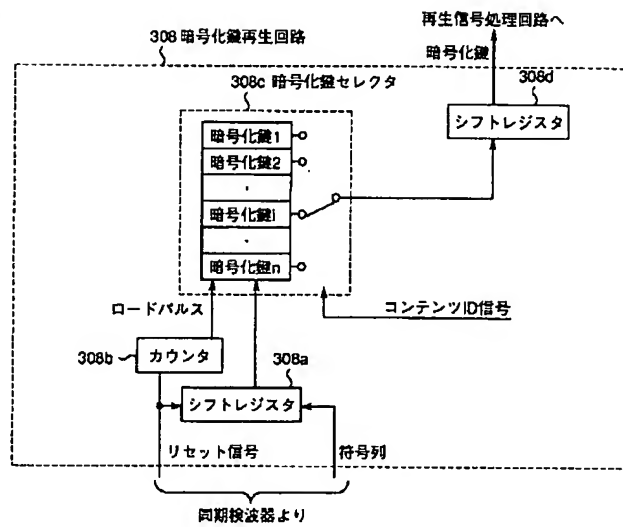 再生信号処理回路へ
308 暗号化鍵再生回路
暗号化鍵
308c 暗号化鍵セレクタ
308d
シフトレジスタ
暗号化鍵1
暗号化鍵2
・
暗号化鍵i
・
暗号化鍵n
ロードパルス
コンテンツID信号
308b
カウンタ
308a
シフトレジスタ
リセット信号
符号列
同期検波器より